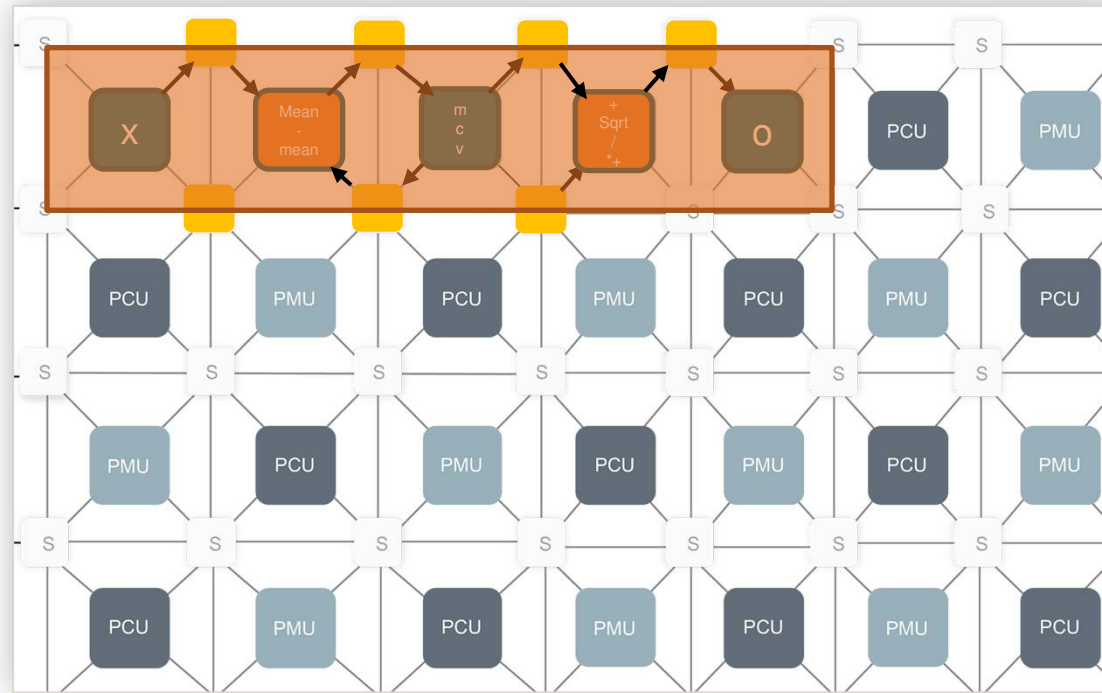 S S S
X
Mean
-
mean
m
c
v
+
Sqrt
/
*+
O
PCU PMU
S S S S
PCU PMU PCU PMU PCU PMU PCU
S S S S S S S
PMU PCU PMU PCU PMU PCU PMU
S S S S S S S
PCU PMU PCU PMU PCU PMU PCU